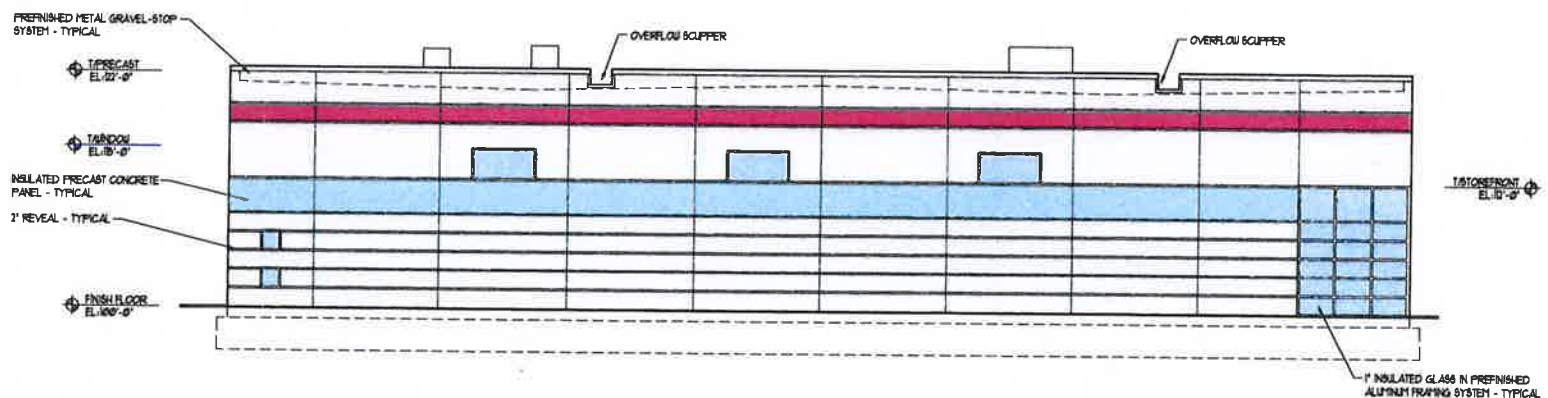 PREFINISHED METAL GRAVEL-STOP
SYSTEM - TYPICAL
OVERFLOW SCUPPER
OVERFLOW SCUPPER
T/PRECAST
EL:122'-0"
T/WINDOW
EL:115'-0"
INSULATED PRECAST CONCRETE
PANEL - TYPICAL
T/STOREFRONT
EL:112'-0"
2" REVEAL - TYPICAL
FINISH FLOOR
EL:100'-0"
1" INSULATED GLASS IN PREFINISHED
ALUMINUM FRAMING SYSTEM - TYPICAL